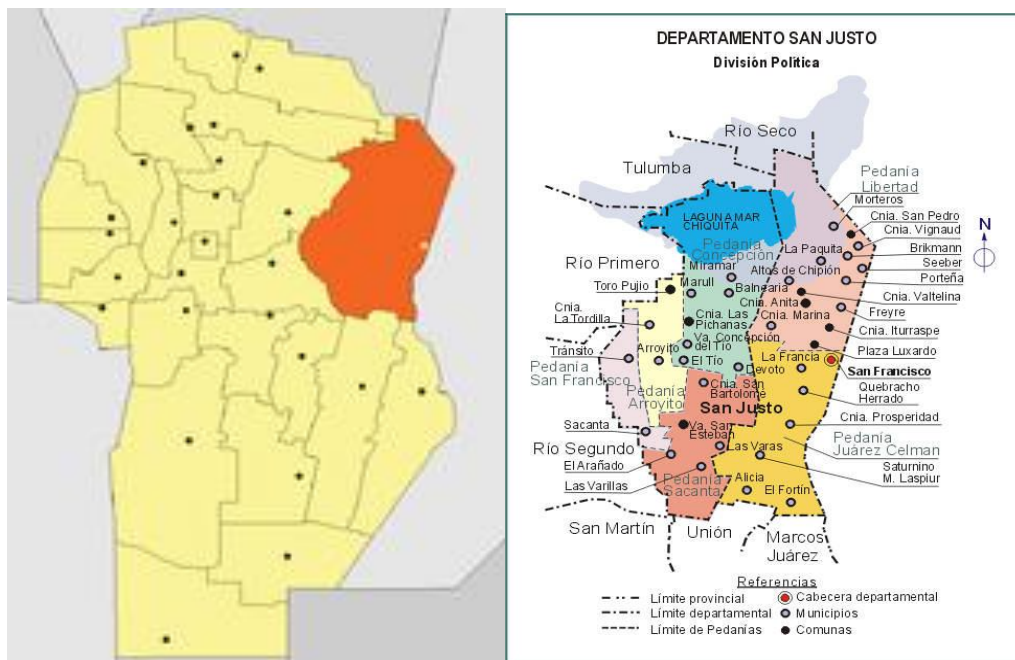 DEPARTAMENTO SAN JUSTO
División Politica
Río Seco
Tulumba
Pedanía
Libertad
Morteros
Cnia. San Pedro
Cnia. Vignaud
LAGUNA MAR
CHIQUITA
N
Brikmann
La Paquita
Pedanía
Concepción
Seeber
Río Primero
Miramar
Altos de Chipión
Porteña
Toro Pujio
Marull
Balnearia
Cnia. Valtelina
Cnia. Anita
Freyre
Cnia.
La Tordilla
Cnia. Las
Pichanas
Cnia. Marina
Cnia. Iturraspe
Va. Concepción
del Tío
Plaza Luxardo
Tránsito
Arroyito
El Tío
La Francia
San Francisco
Pedanía
San Francisco
Devoto
Quebracho
Herrado
Pedanía
Arroyito
Cnia. San
Bartolomé
San Justo
Cnia. Prosperidad
Sacanta
Va. San
Esteban
Pedanía
Juárez Celman
Río Segundo
Las Varas
Saturnino
M. Laspiur
El Arañado
Las Varillas
Pedanía
Sacanta
Alicia
El Fortín
San Martín
Unión
Marcos
Juárez
Referencias
Límite provincial
Cabecera departamental
Límite departamental
Municipios
Límite de Pedanías
Comunas